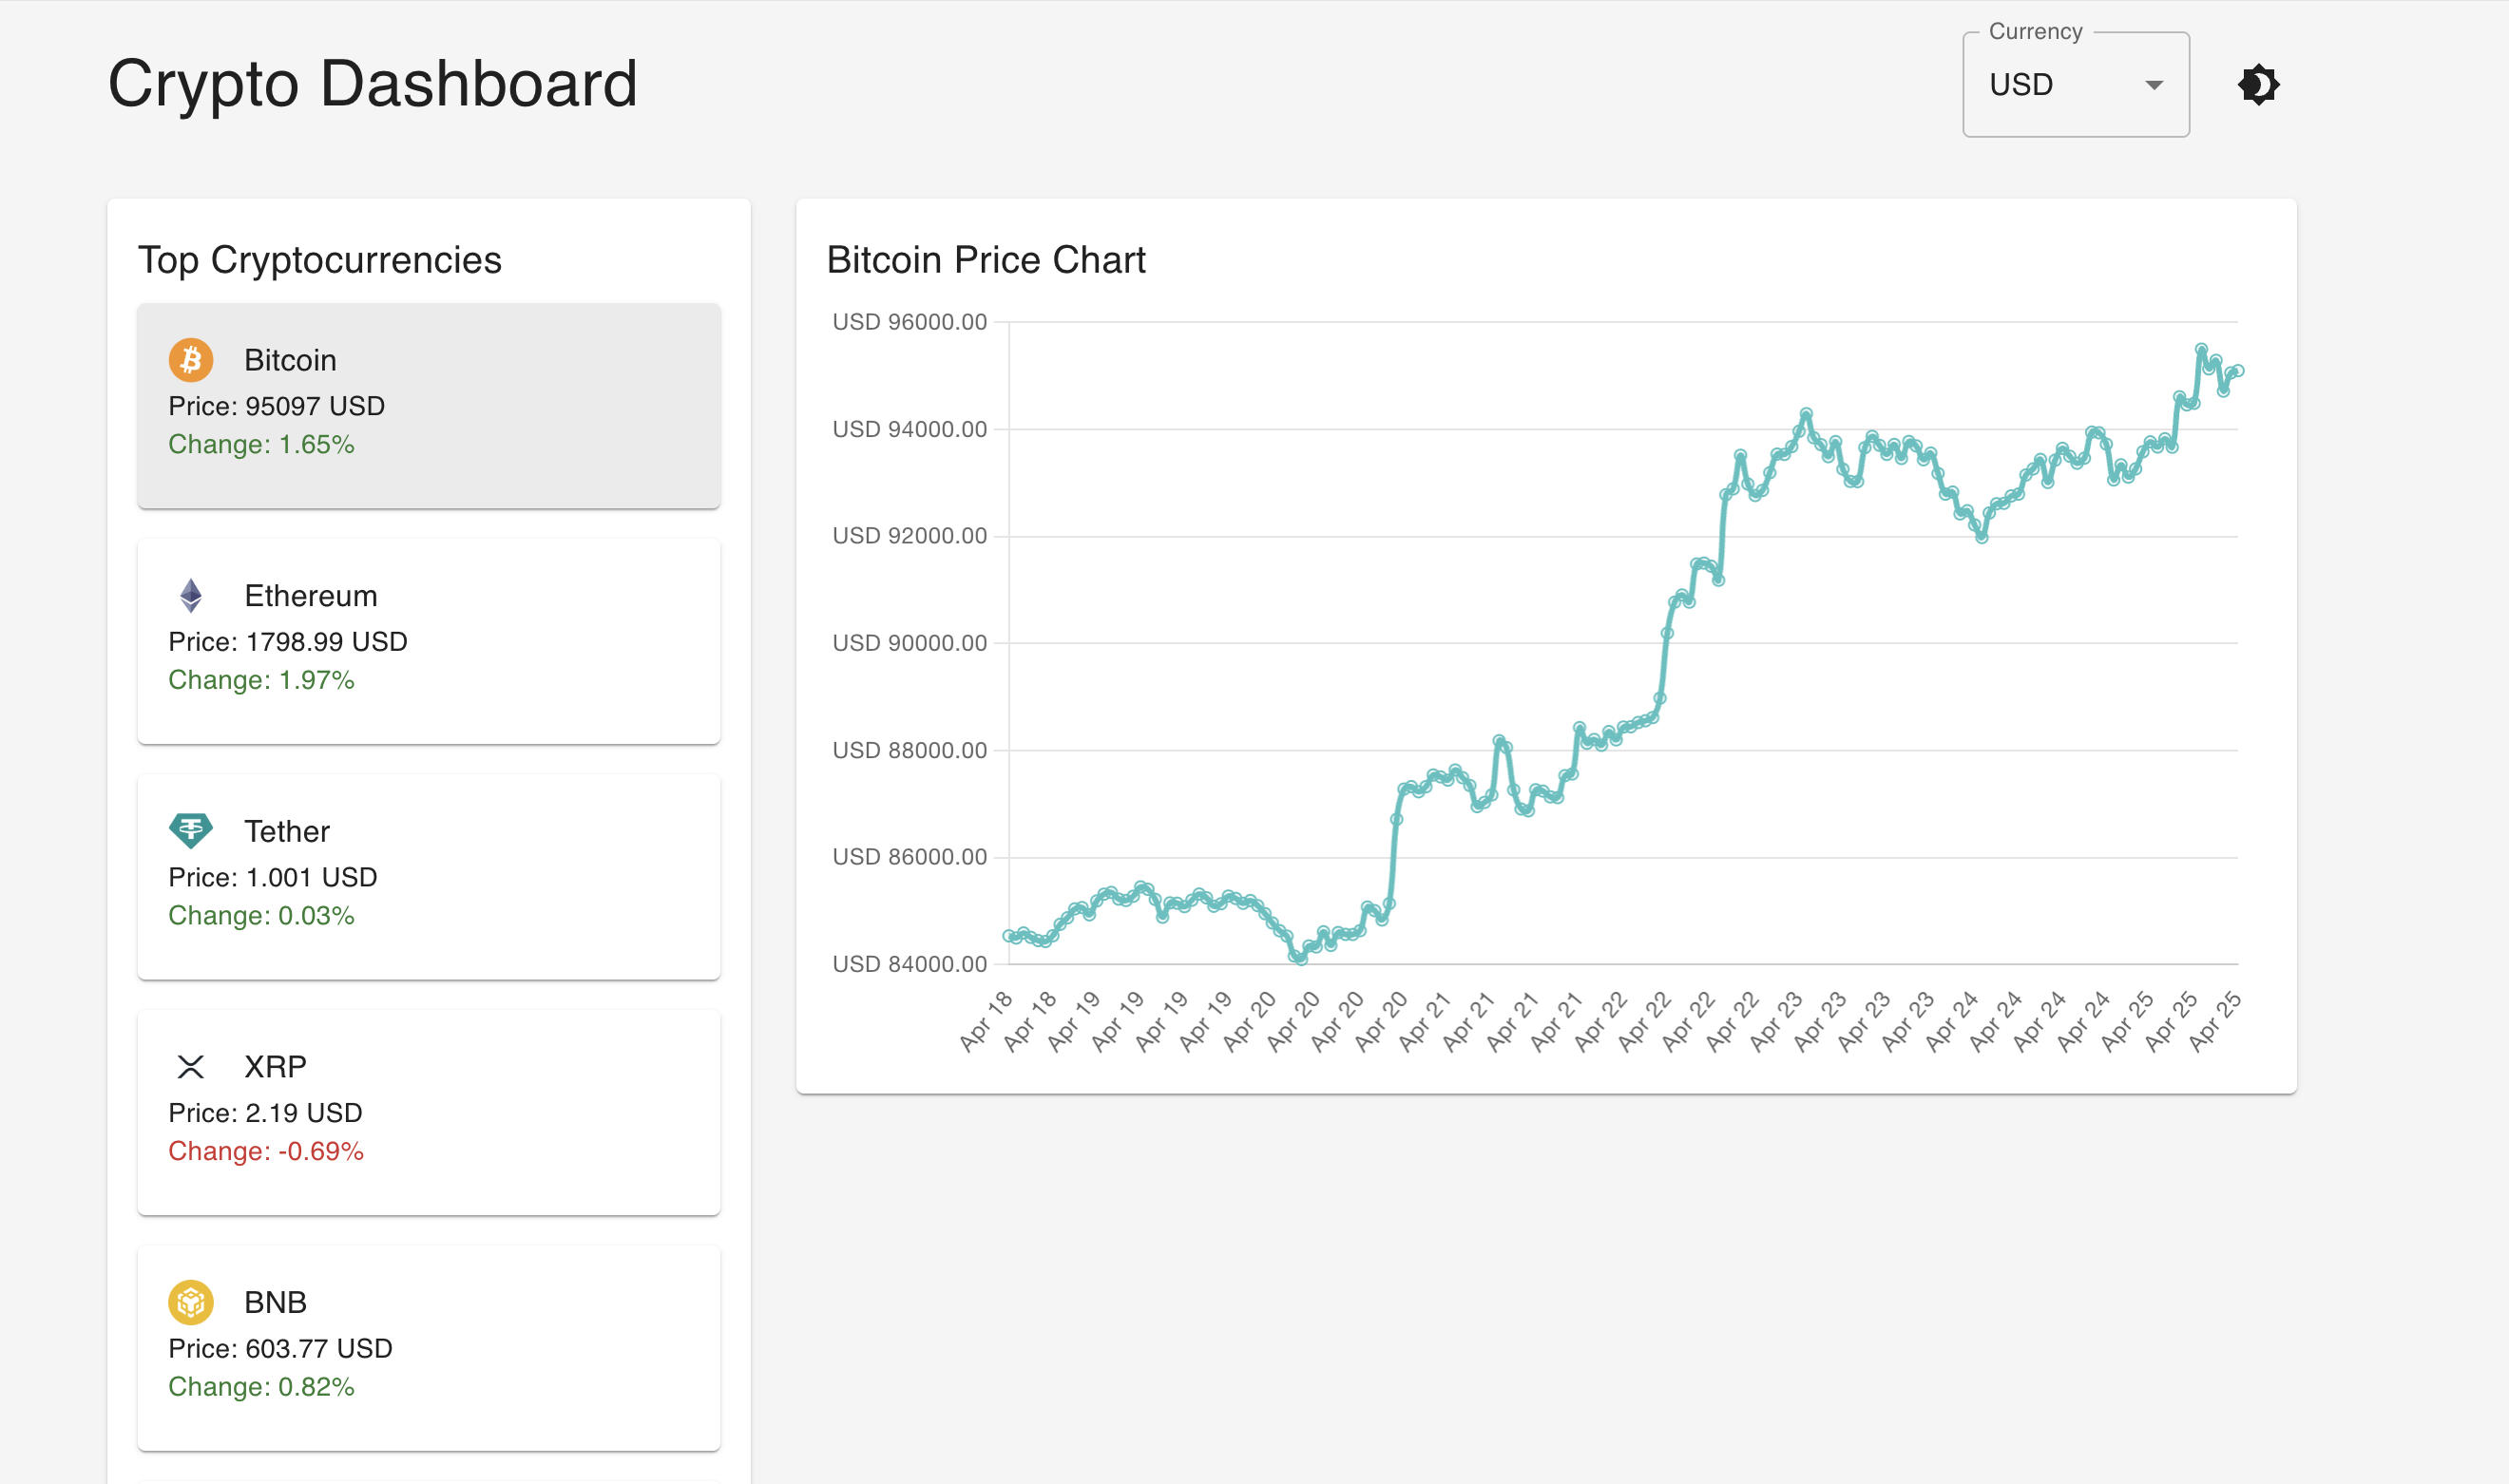 Crypto Dashboard
Currency
USD
Top Cryptocurrencies
Bitcoin
Price: 95097 USD
Change: 1.65%
Ethereum
Price: 1798.99 USD
Change: 1.97%
Tether
Price: 1.001 USD
Change: 0.03%
XRP
Price: 2.19 USD
Change: -0.69%
BNB
Price: 603.77 USD
Change: 0.82%
Bitcoin Price Chart
USD 96000.00
USD 94000.00
USD 92000.00
USD 90000.00
USD 88000.00
USD 86000.00
USD 84000.00
Apr 18
Apr 18
Apr 19
Apr 19
Apr 19
Apr 19
Apr 20
Apr 20
Apr 20
Apr 20
Apr 21
Apr 21
Apr 21
Apr 21
Apr 22
Apr 22
Apr 22
Apr 22
Apr 23
Apr 23
Apr 23
Apr 23
Apr 24
Apr 24
Apr 24
Apr 24
Apr 25
Apr 25
Apr 25